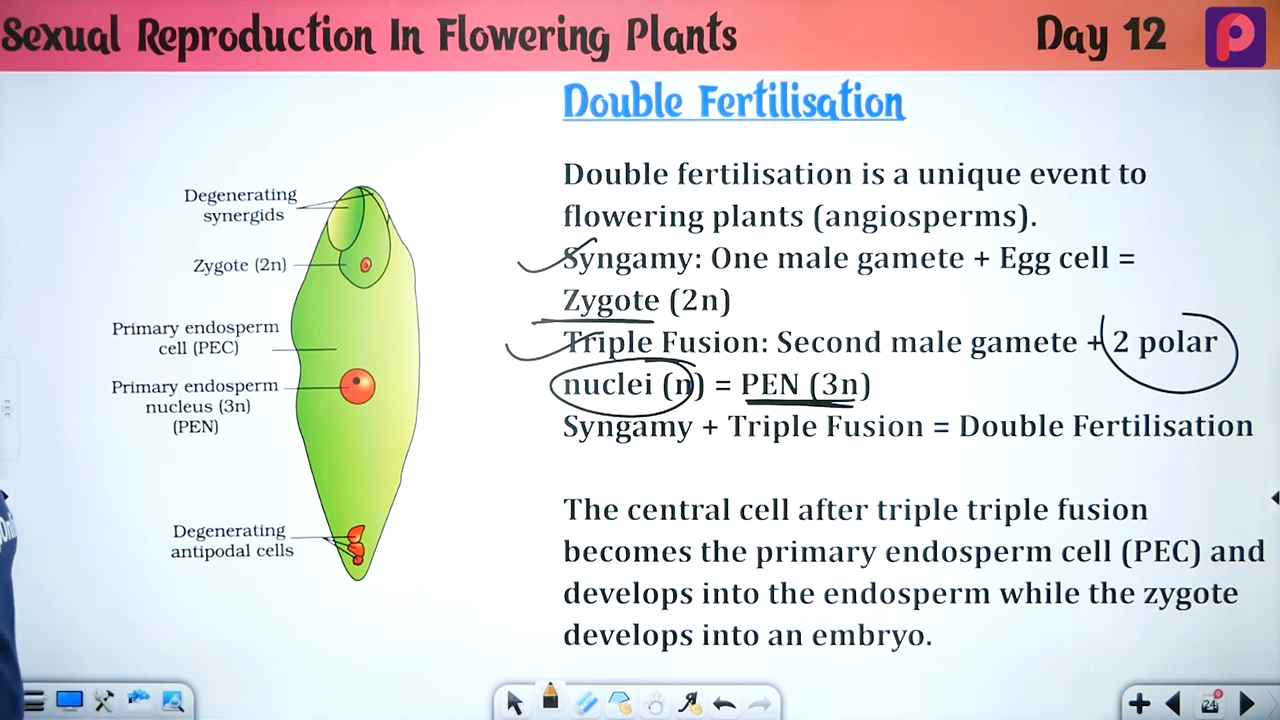 Sexual Reproduction In Flowering Plants
Day 12
Double Fertilisation
Double fertilisation is a unique event to
flowering plants (angiosperms).
Syngamy: One male gamete + Egg cell =
Zygote (2n)
Triple Fusion: Second male gamete + 2 polar
nuclei (n) = PEN (3n)
Syngamy + Triple Fusion = Double Fertilisation
The central cell after triple triple fusion
becomes the primary endosperm cell (PEC) and
develops into the endosperm while the zygote
develops into an embryo.
Degenerating
synergids
Zygote (2n)
Primary endosperm
cell (PEC)
Primary endosperm
nucleus (3n)
(PEN)
Degenerating
antipodal cells
24